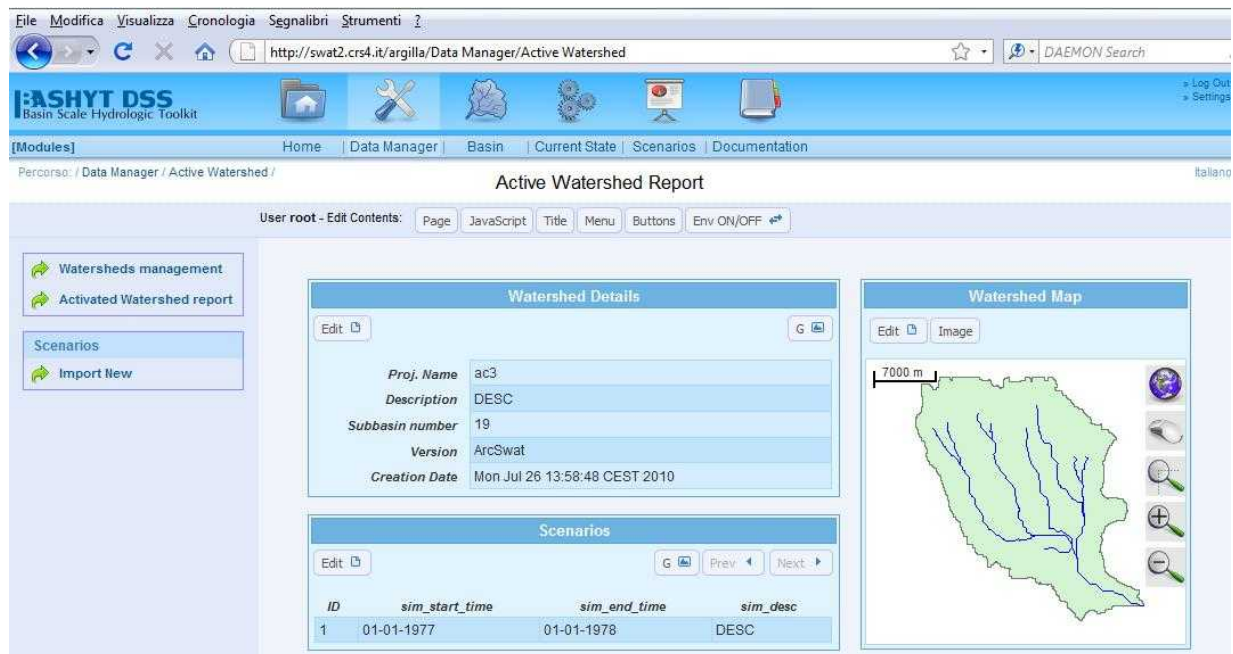 File Modifica Visualizza Cronologia Segnalibri Strumenti ?
http://swat2.crs4.it/argilla/Data Manager/Active Watershed
DAEMON Search
BASHYT DSS
Basin Scale Hydrologic Toolkit
» Log Out
» Settings
[Modules]
Home | Data Manager | Basin | Current State | Scenarios | Documentation
Percorso: / Data Manager / Active Watershed /
Active Watershed Report
Italiano
User root - Edit Contents: Page JavaScript Title Menu Buttons Env ON/OFF
Watersheds management
Activated Watershed report
Scenarios
Import New
Watershed Details
Edit G
Proj. Name ac3
Description DESC
Subbasin number 19
Version ArcSwat
Creation Date Mon Jul 26 13:58:48 CEST 2010
Scenarios
Edit G Prev Next
ID sim_start_time sim_end_time sim_desc
1 01-01-1977 01-01-1978 DESC
Watershed Map
Edit Image
7000 m